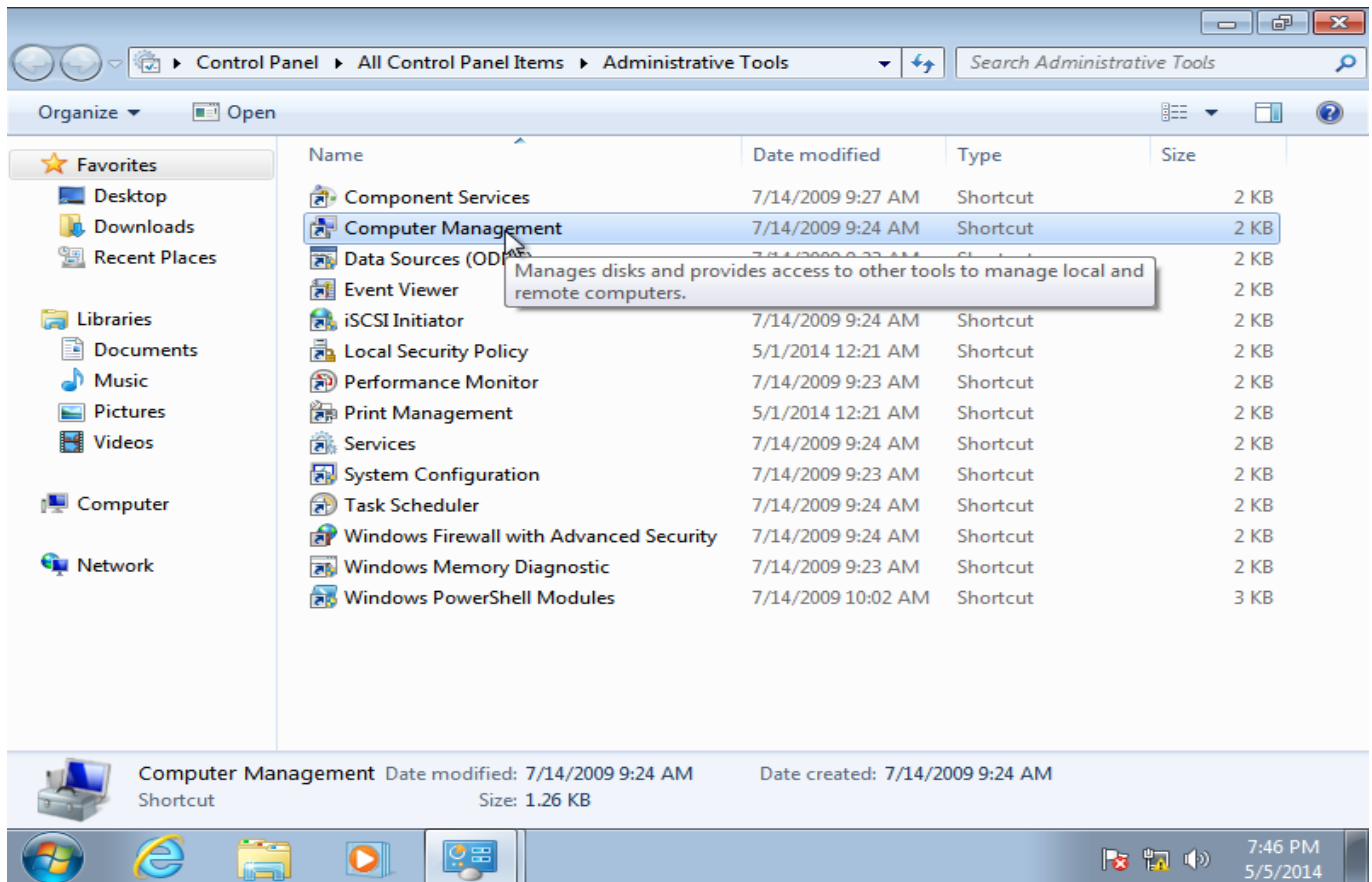 Control Panel ▸ All Control Panel Items ▸ Administrative Tools
Search Administrative Tools
Organize Open
Name Date modified Type Size
Favorites
Desktop
Downloads
Recent Places
Libraries
Documents
Music
Pictures
Videos
Computer
Network
Component Services 7/14/2009 9:27 AM Shortcut 2 KB
Computer Management 7/14/2009 9:24 AM Shortcut 2 KB
Data Sources 2 KB
Manages disks and provides access to other tools to manage local and
remote computers.
Event Viewer 2 KB
iSCSI Initiator 7/14/2009 9:24 AM Shortcut 2 KB
Local Security Policy 5/1/2014 12:21 AM Shortcut 2 KB
Performance Monitor 7/14/2009 9:23 AM Shortcut 2 KB
Print Management 5/1/2014 12:21 AM Shortcut 2 KB
Services 7/14/2009 9:24 AM Shortcut 2 KB
System Configuration 7/14/2009 9:23 AM Shortcut 2 KB
Task Scheduler 7/14/2009 9:24 AM Shortcut 2 KB
Windows Firewall with Advanced Security 7/14/2009 9:24 AM Shortcut 2 KB
Windows Memory Diagnostic 7/14/2009 9:23 AM Shortcut 2 KB
Windows PowerShell Modules 7/14/2009 10:02 AM Shortcut 3 KB
Computer Management Date modified: 7/14/2009 9:24 AM Date created: 7/14/2009 9:24 AM
Shortcut Size: 1.26 KB
7:46 PM
5/5/2014